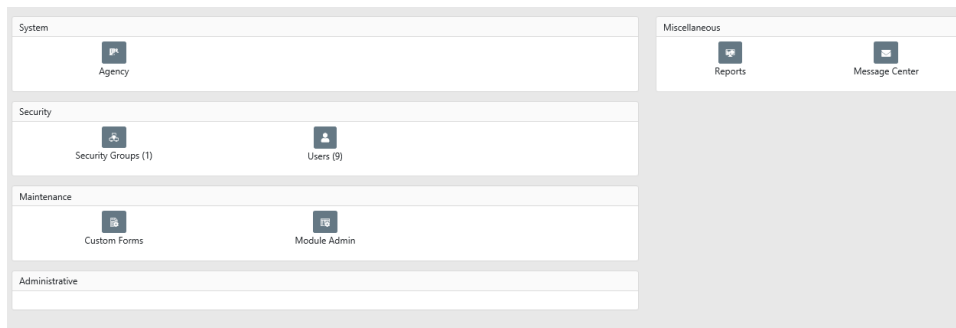 System
Agency
Security
Security Groups (1)
Users (9)
Maintenance
Custom Forms
Module Admin
Administrative
Miscellaneous
Reports
Message Center